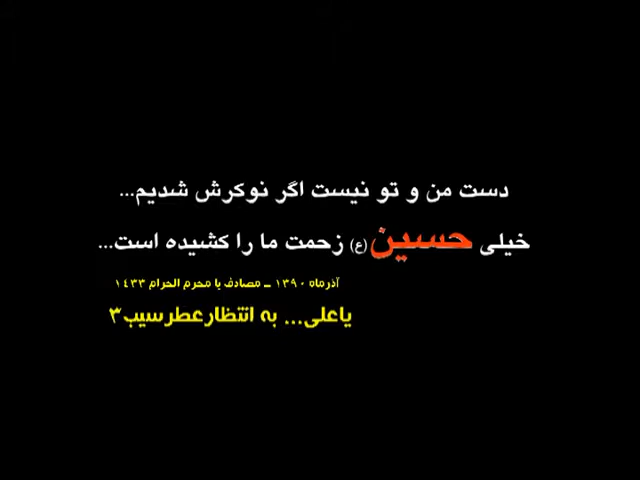 دست من و تو نیست اگر نوکرش شدیم...
خیلی حسین (ع) زحمت ما را کشیده است...
آذرماه ۱۳۹۰ - مصادف با محرم الحرام ۱۴۳۳
یاعلی... به انتظار عطر سیب ۳